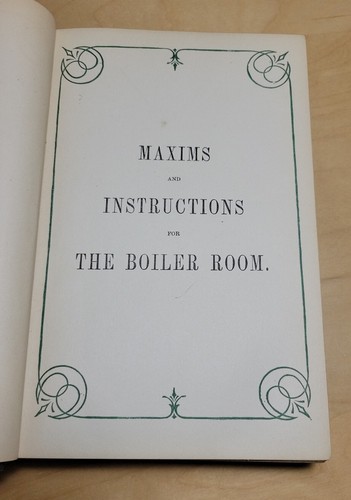 MAXIMS
AND
INSTRUCTIONS
FOR
THE BOILER ROOM.